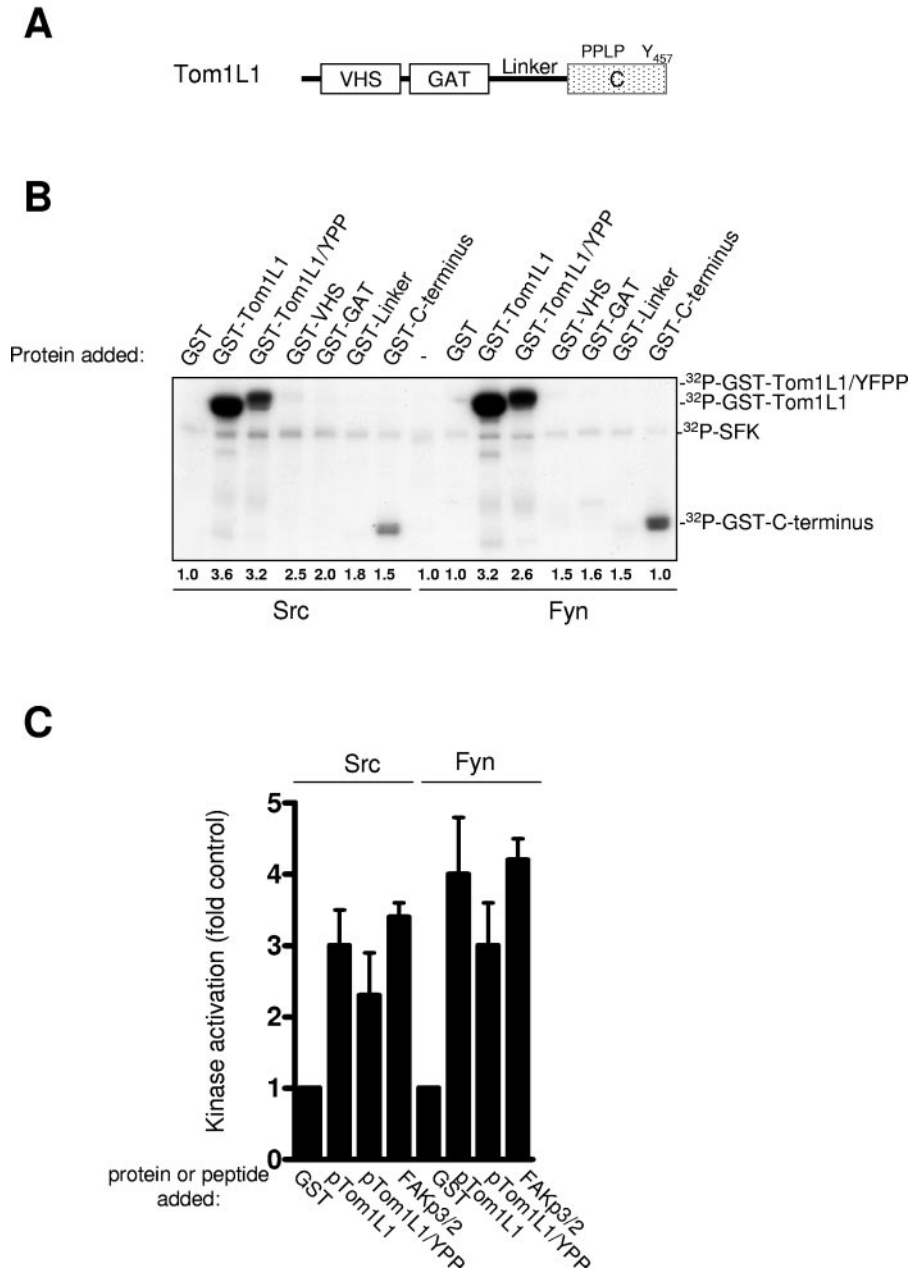 A
Tom1L1
VHS
GAT
Linker
PPLP
Y457
C
B
Protein added:
GST
GST-Tom1L1
GST-Tom1L1/YPP
GST-VHS
GST-GAT
GST-Linker
GST-C-terminus
-
GST
GST-Tom1L1
GST-Tom1L1/YPP
GST-VHS
GST-GAT
GST-Linker
GST-C-terminus
-32P-GST-Tom1L1/YFPP
-32P-GST-Tom1L1
-32P-SFK
-32P-GST-C-terminus
1.0 3.6 3.2 2.5 2.0 1.8 1.5 1.0 1.0 3.2 2.6 1.5 1.6 1.5 1.0
Src Fyn
C
Src Fyn
Kinase activation (fold control)
5
4
3
2
1
0
protein or peptide
added:
GST
pTom1L1
pTom1L1/YPP
FAKp3/2
GST
pTom1L1
pTom1L1/YPP
FAKp3/2